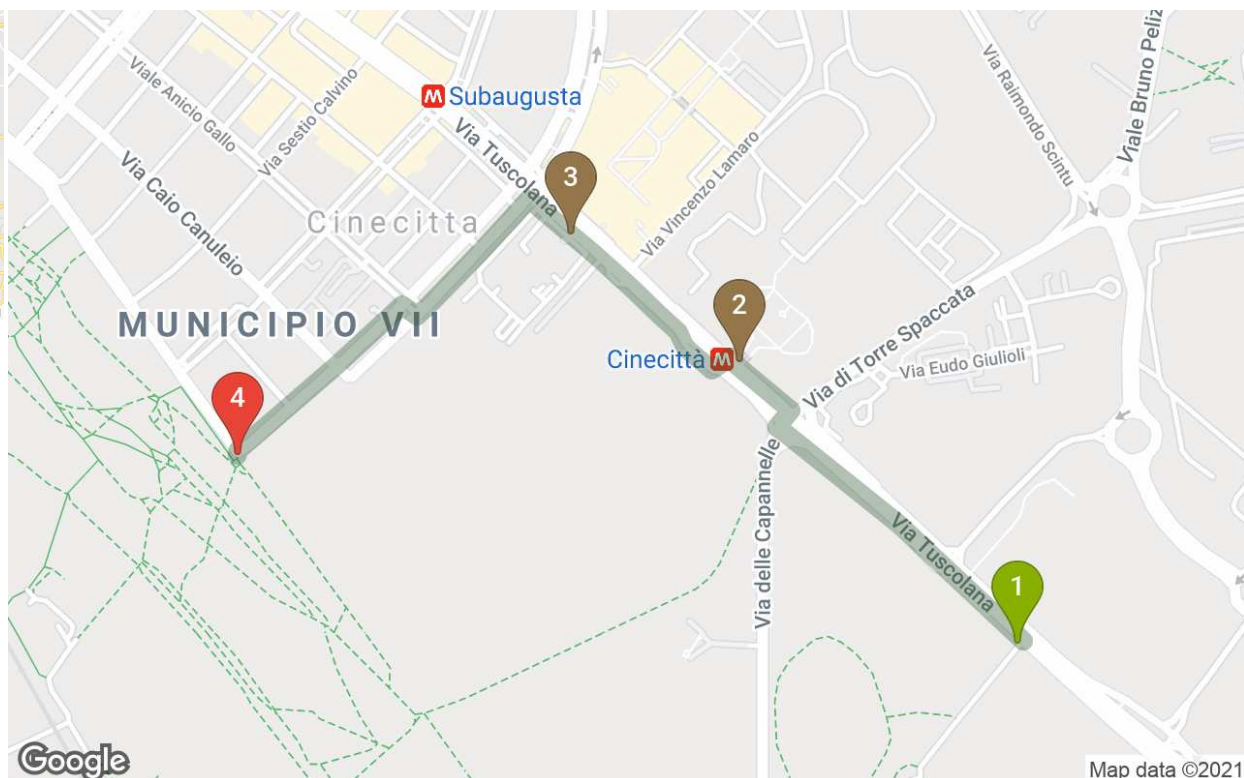 Viale Anicio Gallo
Via Sestio Calvino
M Subaugusta
Via Tuscolana
Via Caio Canuleio
Cinecitta
3
Via Vincenzo Lamaro
Via Raimondo Scintu
Viale Bruno Peliz
MUNICIPIO VII
2
Cinecittà M
Via di Torre Spaccata
Via Eudo Giulioli
4
Via delle Capannelle
Via Tuscolana
1
Google
Map data ©2021